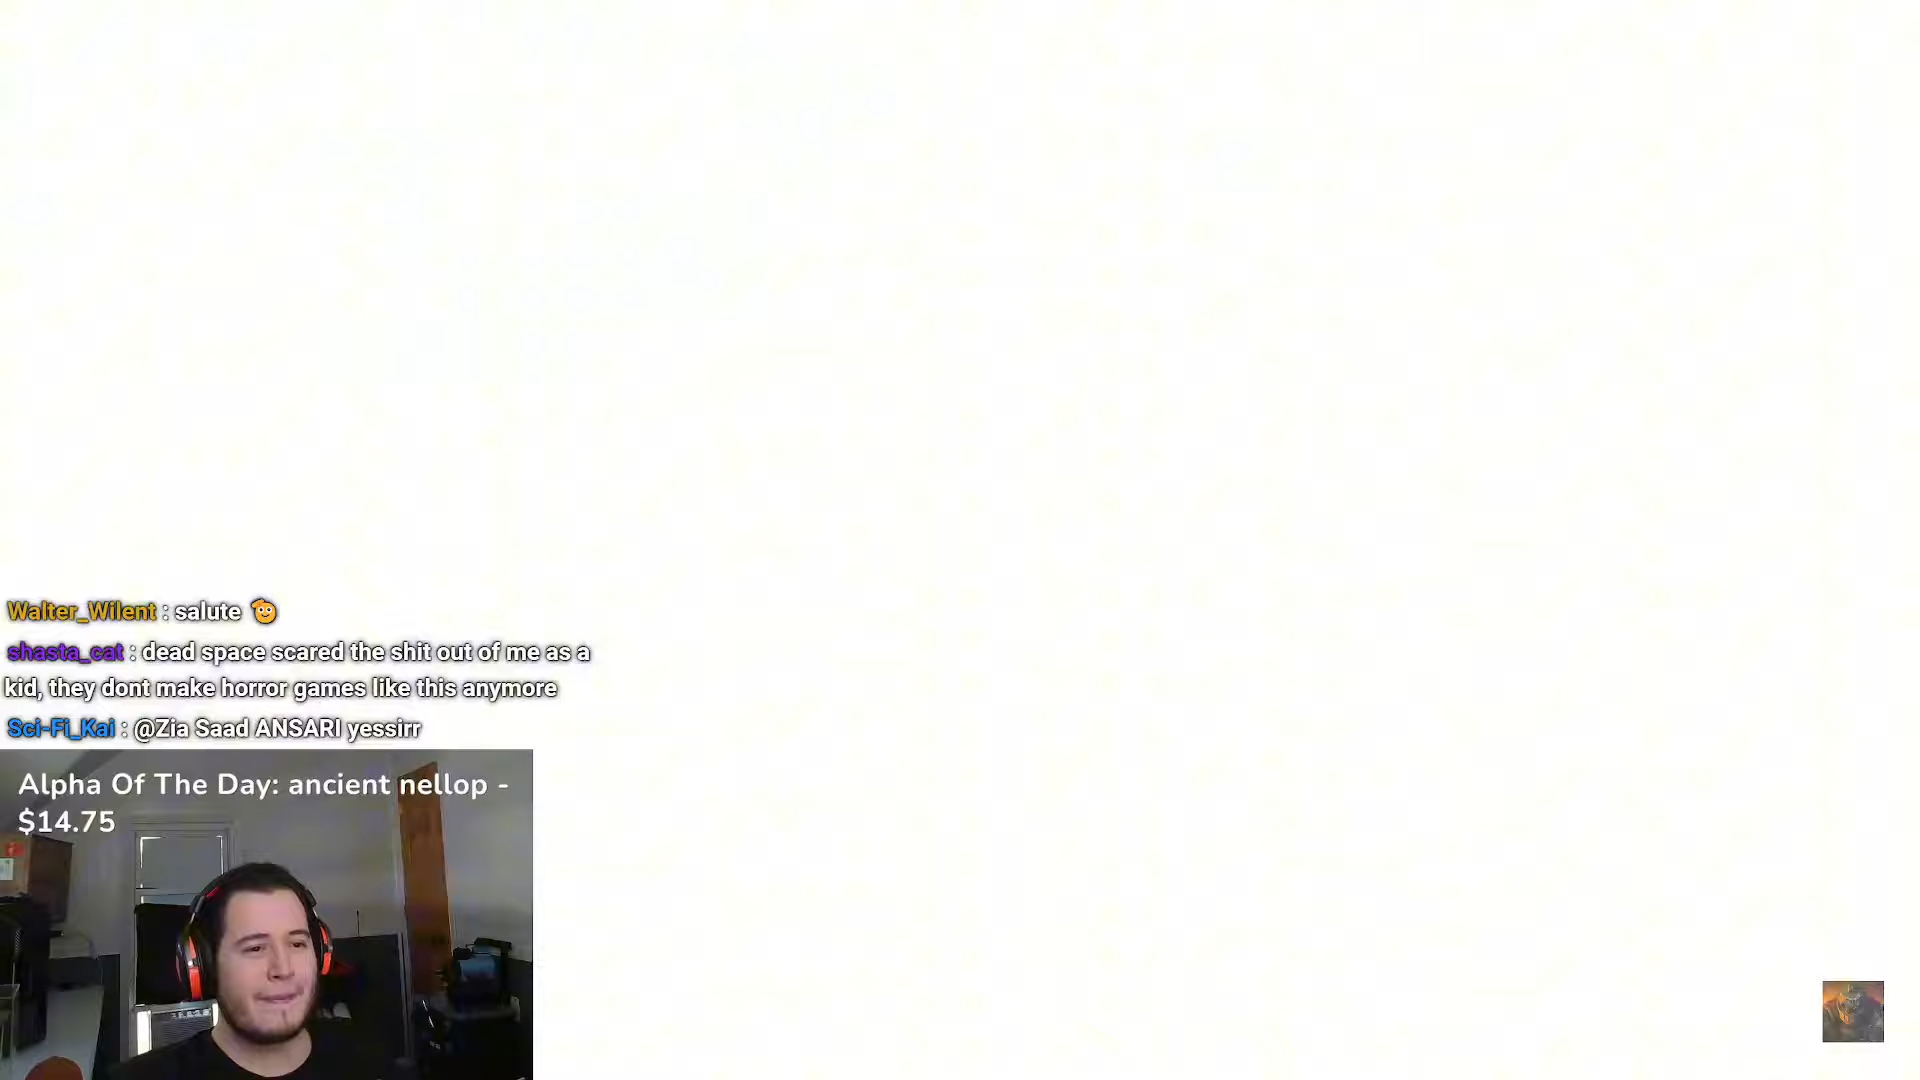 Walter_Wilent : salute
shasta_cat : dead space scared the shit out of me as a
kid, they dont make horror games like this anymore
Sci-Fi_Kai : @Zia Saad ANSARI yessirr
Alpha Of The Day: ancient nellop -
$14.75